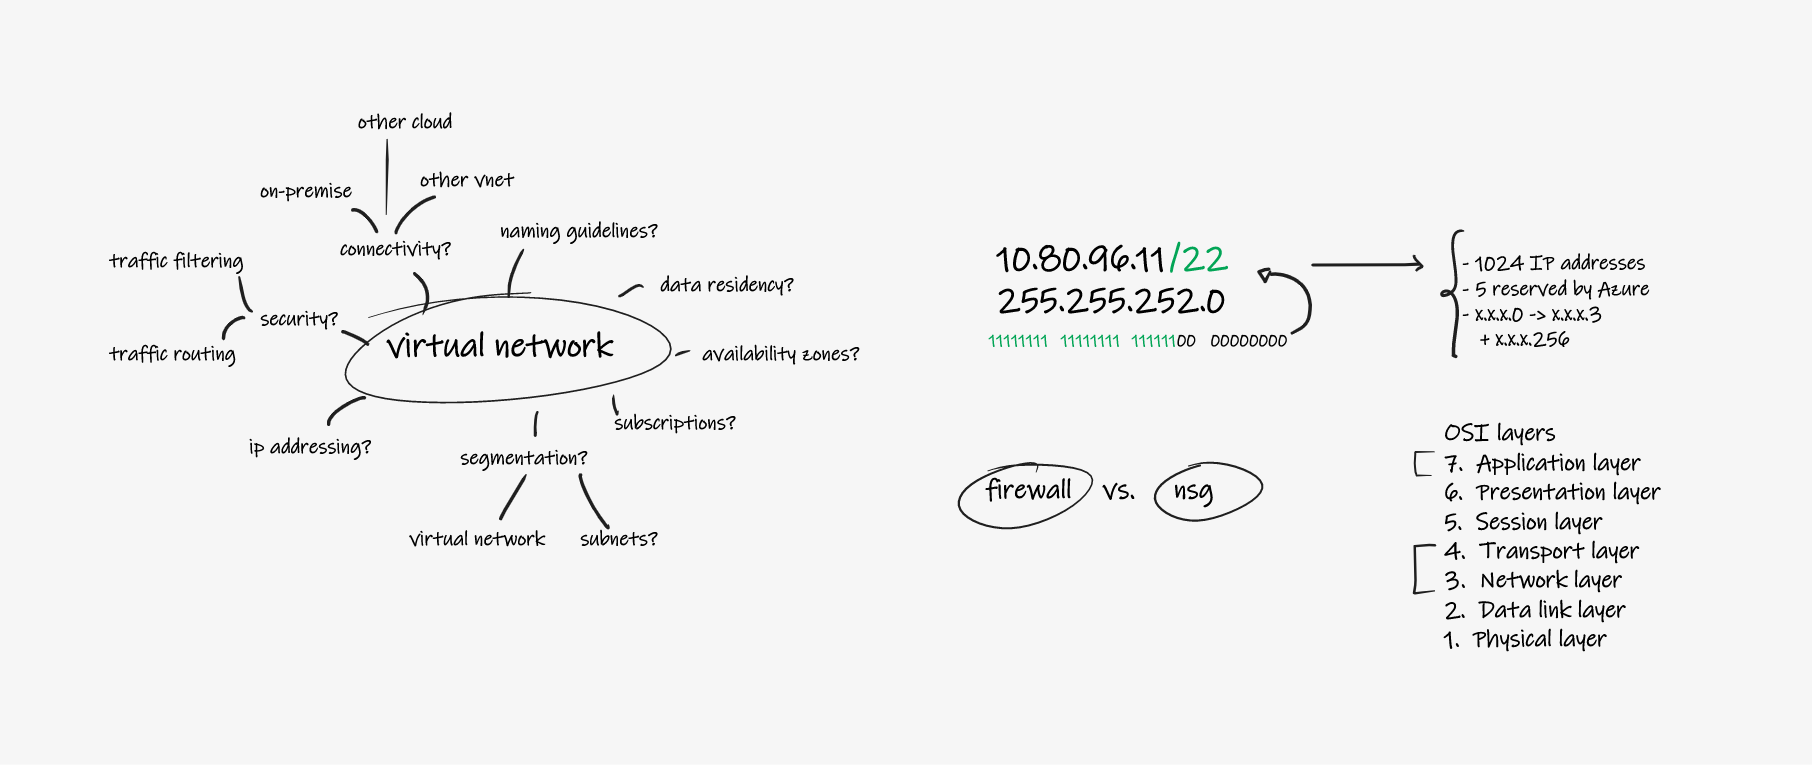 other cloud
on-premise
other vnet
connectivity?
naming guidelines?
traffic filtering
data residency?
security?
traffic routing
virtual network
availability zones?
ip addressing?
subscriptions?
segmentation?
virtual network
subnets?
10.80.96.11/22
255.255.252.0
11111111 11111111 11111100 00000000
- 1024 IP addresses
- 5 reserved by Azure
- x.x.x.0 -> x.x.x.3
+ x.x.x.256
firewall vs. nsg
OSI layers
7. Application layer
6. Presentation layer
5. Session layer
4. Transport layer
3. Network layer
2. Data link layer
1. Physical layer